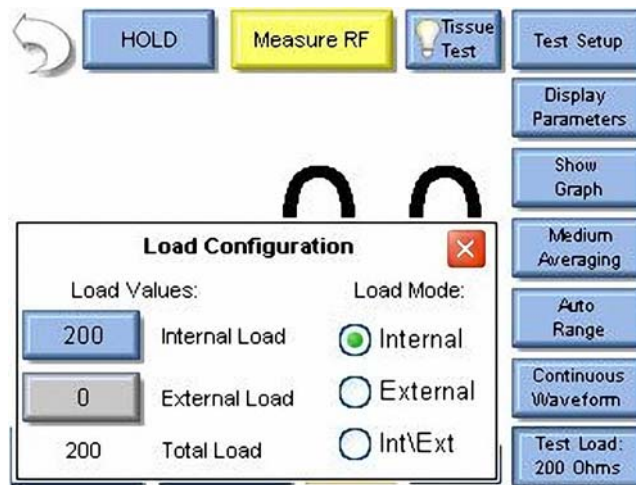 HOLD
Measure RF
Tissue
Test
Test Setup
Display
Parameters
Show
Graph
Medium
Averaging
Auto
Range
Continuous
Waveform
Test Load:
200 Ohms
Load Configuration
Load Values:
Load Mode:
200 Internal Load
Internal
0 External Load
External
200 Total Load
Int\Ext